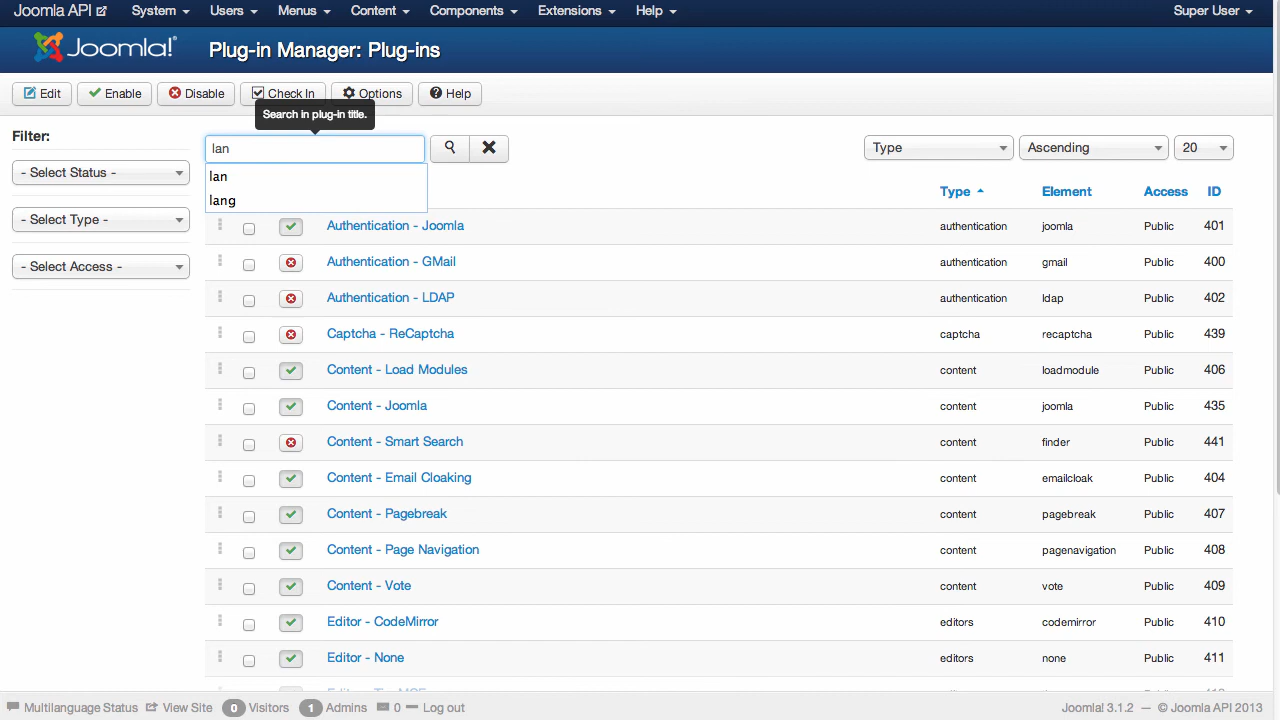 Joomla API System Users Menus Content Components Extensions Help Super User
Joomla! Plug-in Manager: Plug-ins
Edit Enable Disable Check In Options Help
Search in plug-in title.
Filter:
lan Type Ascending 20
- Select Status -
lan
lang
Type Element Access ID
- Select Type -
Authentication - Joomla authentication joomla Public 401
Authentication - GMail authentication gmail Public 400
- Select Access -
Authentication - LDAP authentication ldap Public 402
Captcha - ReCaptcha captcha recaptcha Public 439
Content - Load Modules content loadmodule Public 406
Content - Joomla content joomla Public 435
Content - Smart Search content finder Public 441
Content - Email Cloaking content emailcloak Public 404
Content - Pagebreak content pagebreak Public 407
Content - Page Navigation content pagenavigation Public 408
Content - Vote content vote Public 409
Editor - CodeMirror editors codemirror Public 410
Editor - None editors none Public 411
Multilanguage Status View Site 0 Visitors 1 Admins 0 Log out Joomla! 3.1.2 — © Joomla API 2013